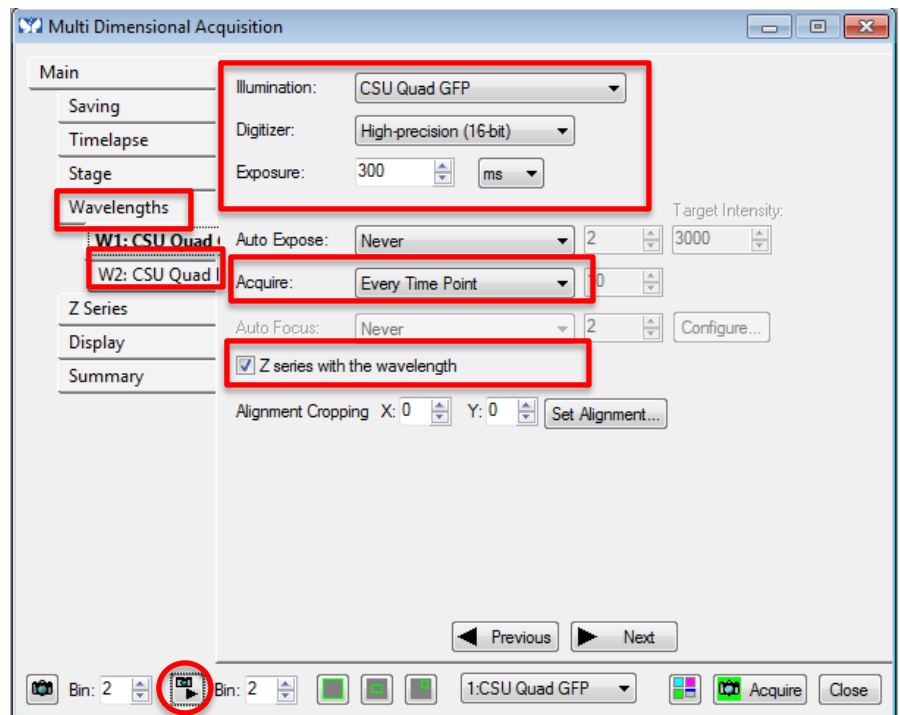 Multi Dimensional Acquisition
Main
Saving
Timelapse
Stage
Wavelengths
W1: CSU Quad
W2: CSU Quad
Z Series
Display
Summary
Illumination: CSU Quad GFP
Digitizer: High-precision (16-bit)
Exposure: 300 ms
Target Intensity:
Auto Expose: Never 2 3000
Acquire: Every Time Point
Auto Focus: Never 2 Configure...
Z series with the wavelength
Alignment Cropping X: 0 Y: 0 Set Alignment...
Previous Next
Bin: 2 Bin: 2 1:CSU Quad GFP Acquire Close